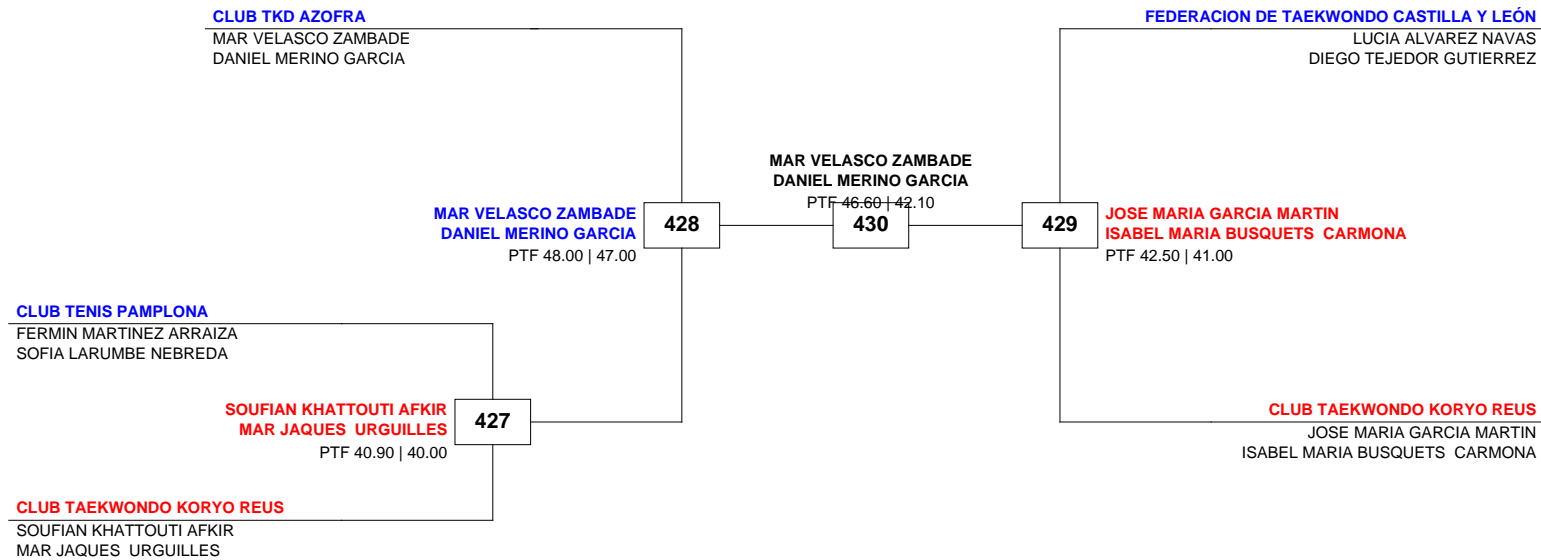 CLUB TKD AZOFRA
MAR VELASCO ZAMBADE
DANIEL MERINO GARCIA
FEDERACION DE TAEKWONDO CASTILLA Y LEÓN
LUCIA ALVAREZ NAVAS
DIEGO TEJEDOR GUTIERREZ
MAR VELASCO ZAMBADE
DANIEL MERINO GARCIA
PTF 46.60 | 42.10
430
MAR VELASCO ZAMBADE
DANIEL MERINO GARCIA
PTF 48.00 | 47.00
428
429
JOSE MARIA GARCIA MARTIN
ISABEL MARIA BUSQUETS  CARMONA
PTF 42.50 | 41.00
CLUB TENIS PAMPLONA
FERMIN MARTINEZ ARRAIZA
SOFIA LARUMBE NEBREDA
SOUFIAN KHATTOUTI AFKIR
MAR JAQUES  URGUILLES
PTF 40.90 | 40.00
427
CLUB TAEKWONDO KORYO REUS
JOSE MARIA GARCIA MARTIN
ISABEL MARIA BUSQUETS  CARMONA
CLUB TAEKWONDO KORYO REUS
SOUFIAN KHATTOUTI AFKIR
MAR JAQUES  URGUILLES